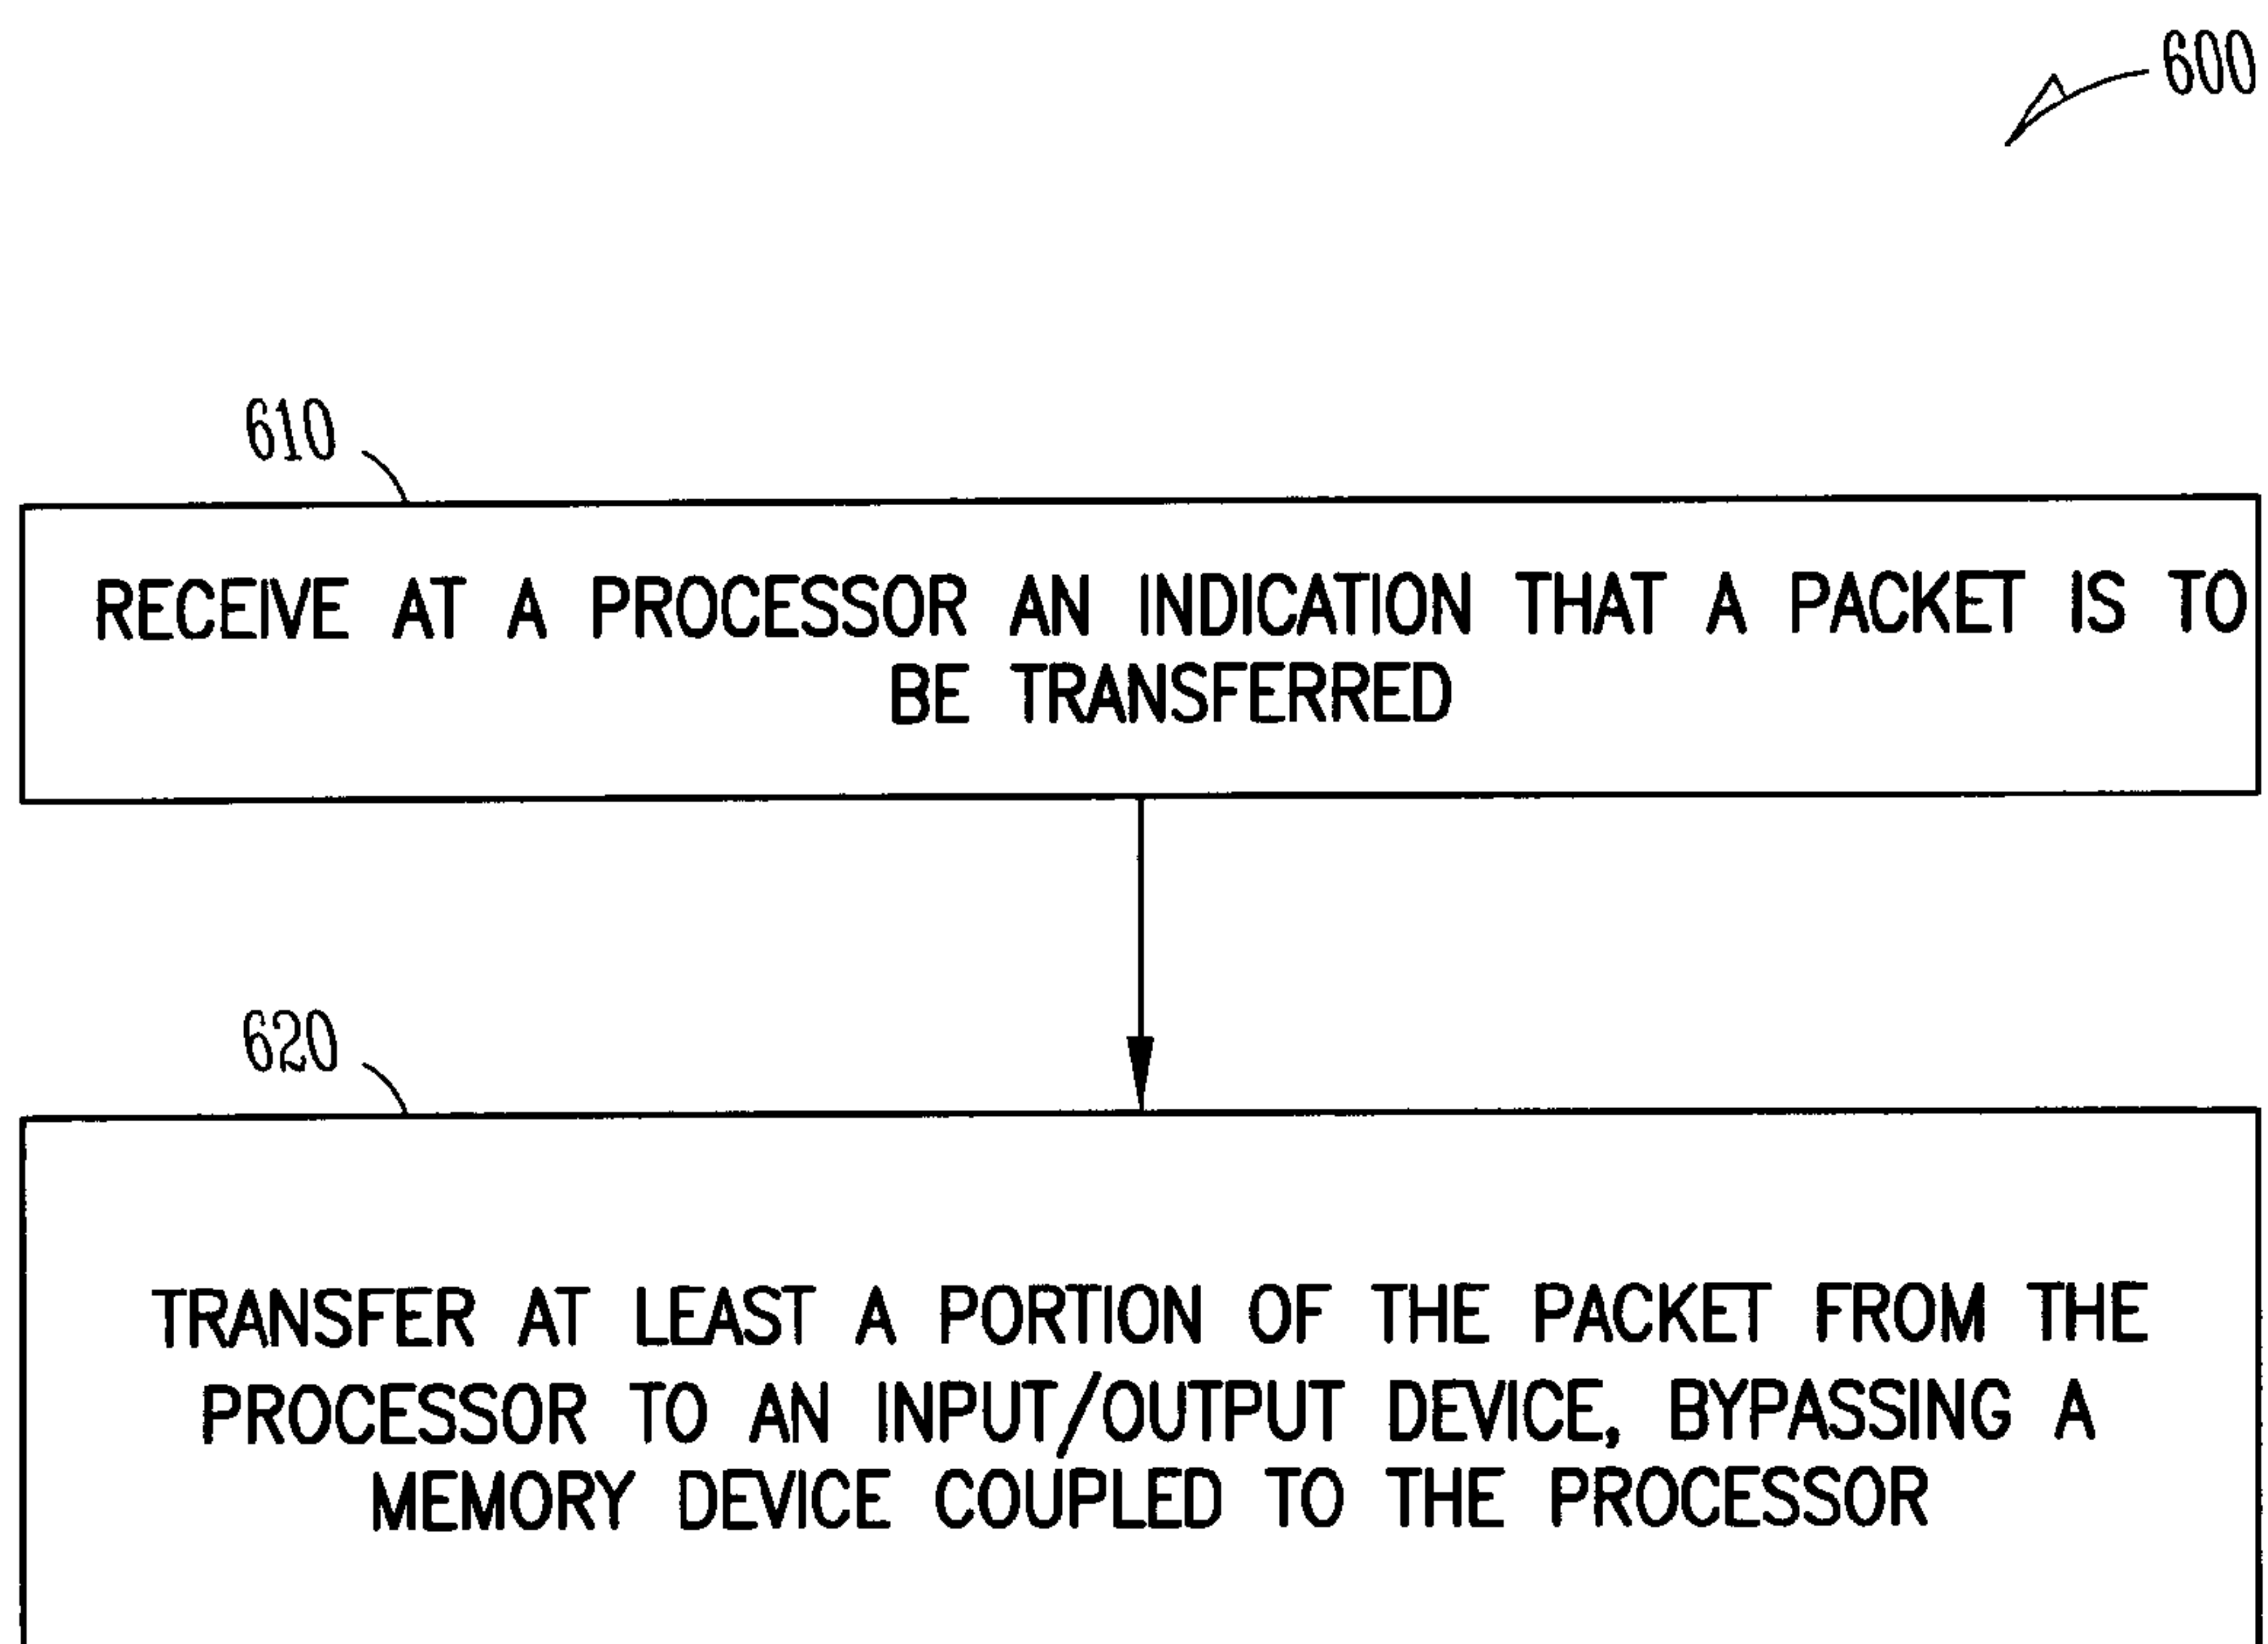 600
610
RECEIVE AT A PROCESSOR AN INDICATION THAT A PACKET IS TO
BE TRANSFERRED
620
TRANSFER AT LEAST A PORTION OF THE PACKET FROM THE
PROCESSOR TO AN INPUT/OUTPUT DEVICE, BYPASSING A
MEMORY DEVICE COUPLED TO THE PROCESSOR